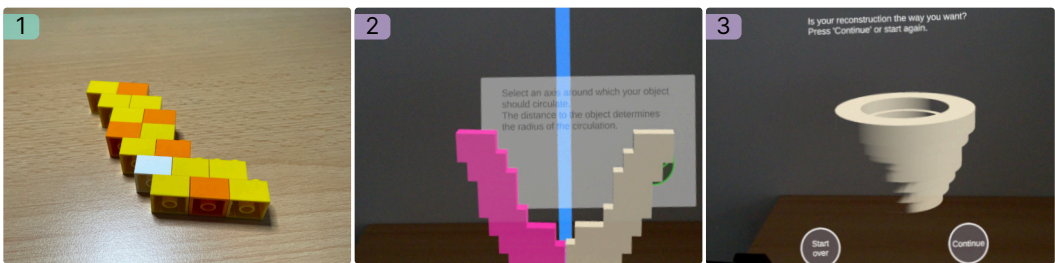 1
2
Select an axis around which your object
should circulate.
The distance to the object determines
the radius of the circulation.
3
Is your reconstruction the way you want?
Press 'Continue' or start again.
Start
over
Continue